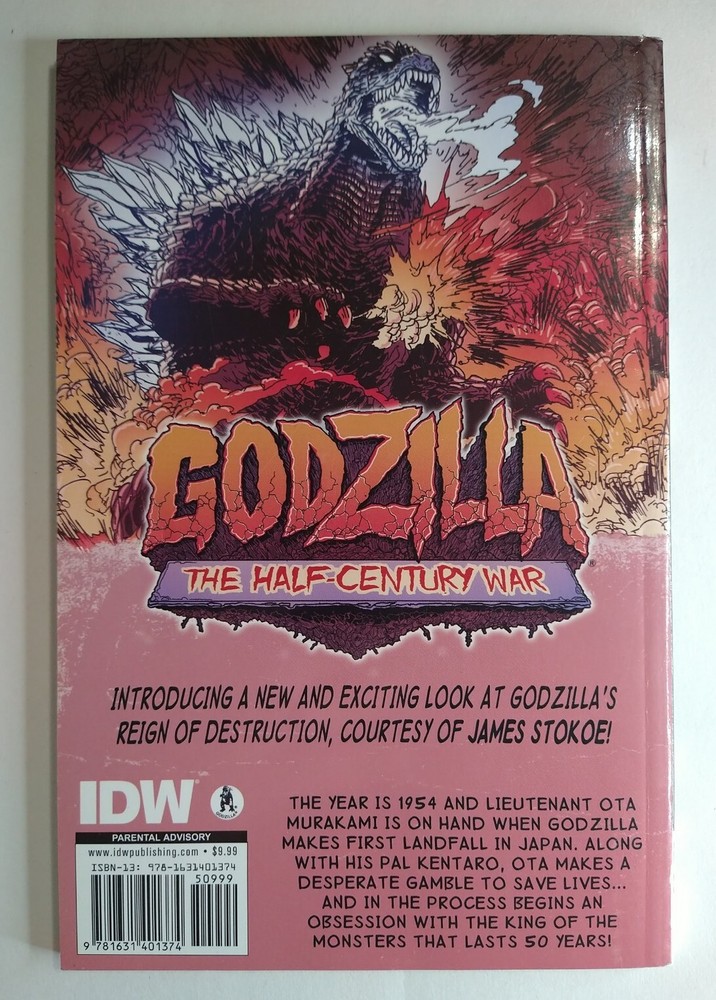 GODZILLA
®
THE HALF-CENTURY WAR
INTRODUCING A NEW AND EXCITING LOOK AT GODZILLA'S
REIGN OF DESTRUCTION, COURTESY OF JAMES STOKOE!
IDW
GODZILLA
PARENTAL ADVISORY
www.idwpublishing.com • $9.99
ISBN-13: 978-1631401374
50999
9 781631 401374
THE YEAR IS 1954 AND LIEUTENANT OTA
MURAKAMI IS ON HAND WHEN GODZILLA
MAKES FIRST LANDFALL IN JAPAN. ALONG
WITH HIS PAL KENTARO, OTA MAKES A
DESPERATE GAMBLE TO SAVE LIVES...
AND IN THE PROCESS BEGINS AN
OBSESSION WITH THE KING OF THE
MONSTERS THAT LASTS 50 YEARS!